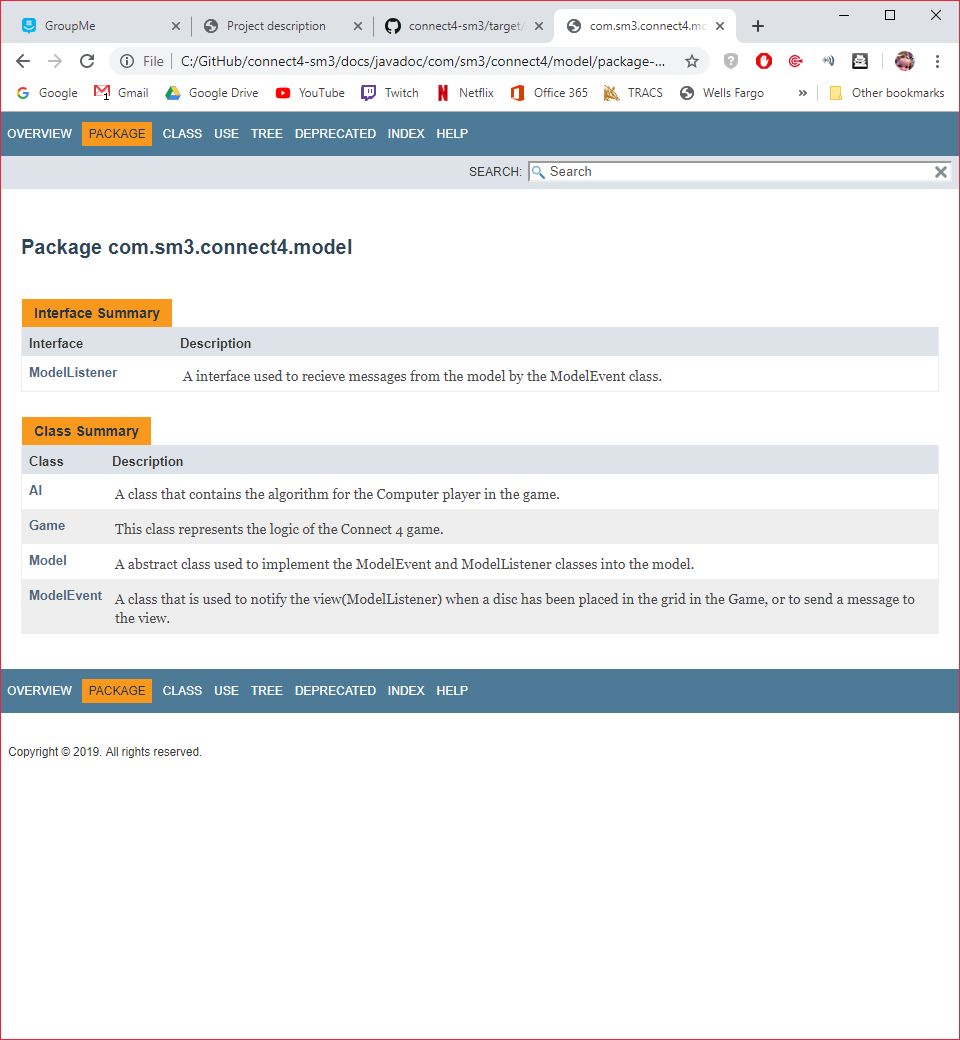 GroupMe
Project description
connect4-sm3/target/
com.sm3.connect4.mo
File
C:/GitHub/connect4-sm3/docs/javadoc/com/sm3/connect4/model/package-...
Google
Gmail
Google Drive
YouTube
Twitch
Netflix
Office 365
TRACS
Wells Fargo
»
Other bookmarks
OVERVIEW PACKAGE CLASS USE TREE DEPRECATED INDEX HELP
SEARCH: Search
Package com.sm3.connect4.model
Interface Summary
Interface Description
ModelListener A interface used to recieve messages from the model by the ModelEvent class.
Class Summary
Class Description
AI A class that contains the algorithm for the Computer player in the game.
Game This class represents the logic of the Connect 4 game.
Model A abstract class used to implement the ModelEvent and ModelListener classes into the model.
ModelEvent A class that is used to notify the view(ModelListener) when a disc has been placed in the grid in the Game, or to send a message to
the view.
OVERVIEW PACKAGE CLASS USE TREE DEPRECATED INDEX HELP
Copyright © 2019. All rights reserved.